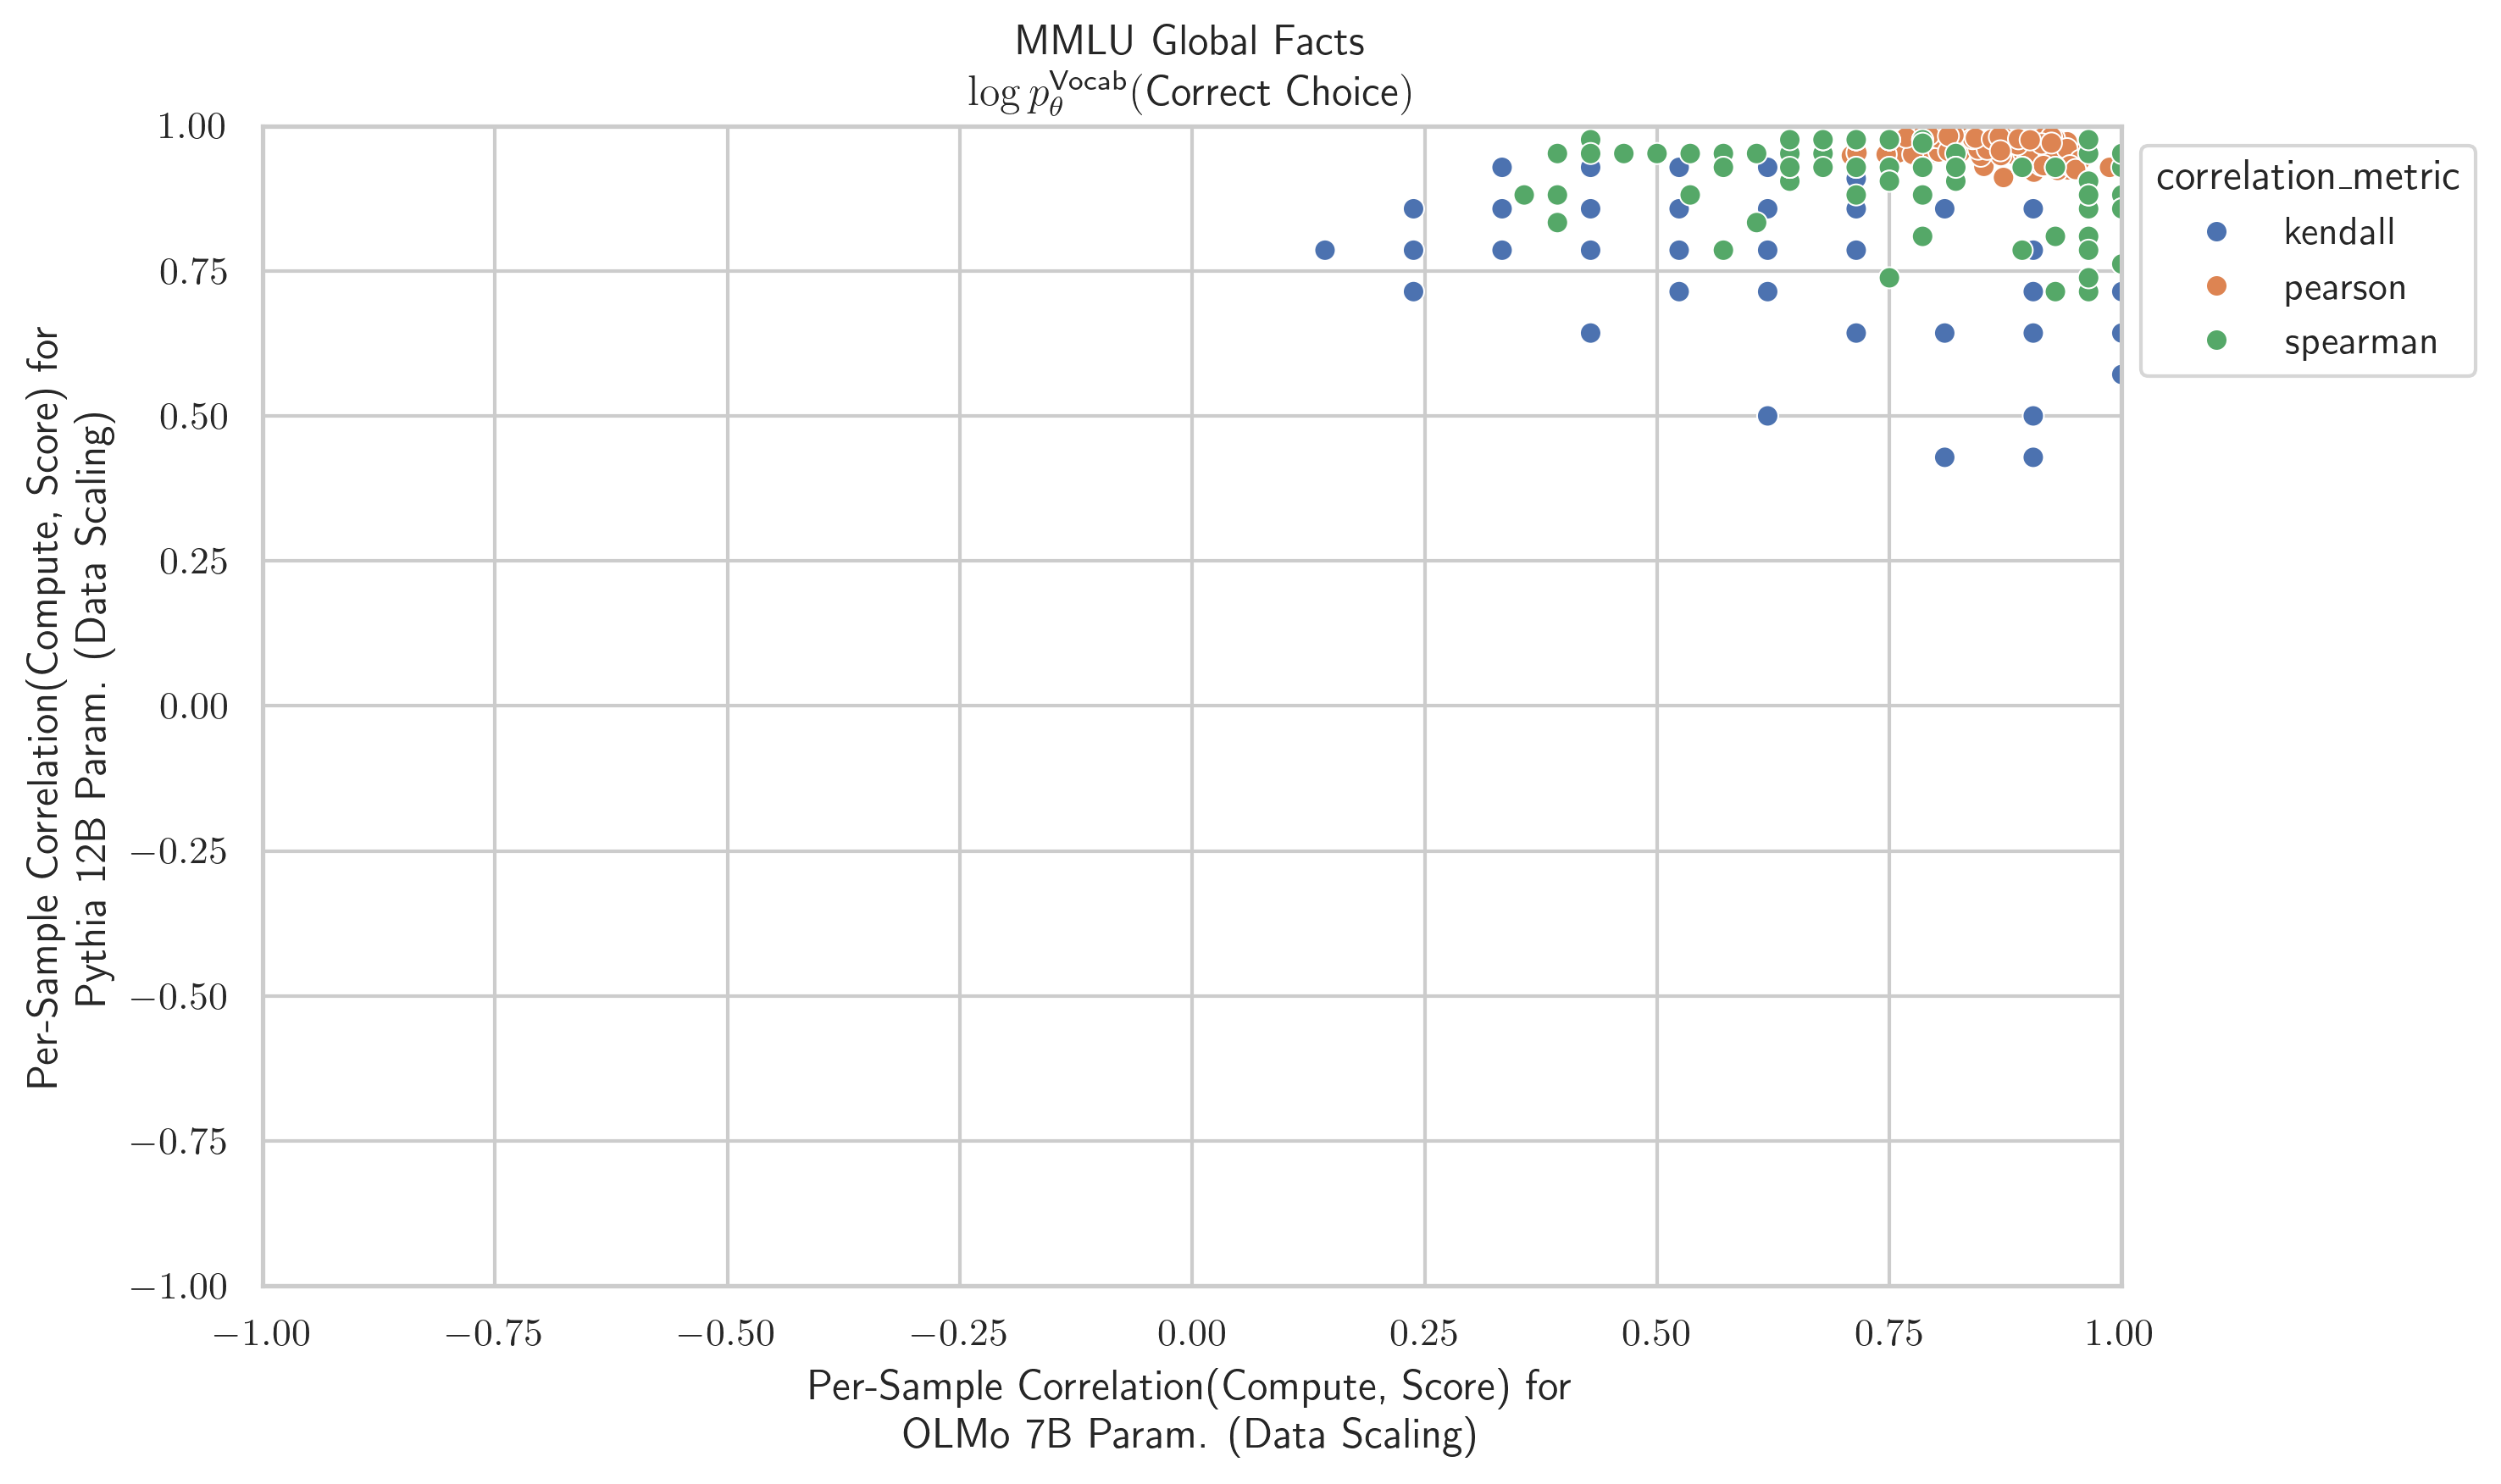 MMLU Global Facts
log p_θ^Vocab(Correct Choice)
1.00
0.75
0.50
0.25
0.00
−0.25
−0.50
−0.75
−1.00
Per-Sample Correlation(Compute, Score) for
Pythia 12B Param. (Data Scaling)
correlation_metric
kendall
pearson
spearman
−1.00 −0.75 −0.50 −0.25 0.00 0.25 0.50 0.75 1.00
Per-Sample Correlation(Compute, Score) for
OLMo 7B Param. (Data Scaling)